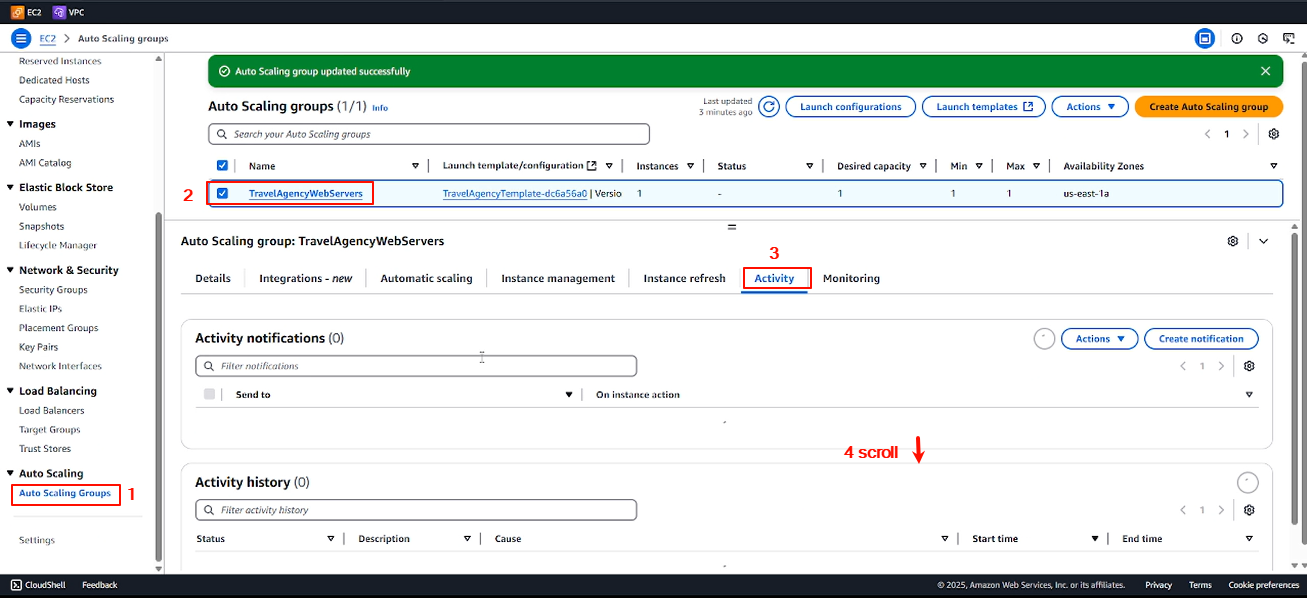 EC2 VPC
EC2 > Auto Scaling groups
Reserved Instances
Dedicated Hosts
Capacity Reservations
Images
AMIs
AMI Catalog
Elastic Block Store
Volumes
Snapshots
Lifecycle Manager
Network & Security
Security Groups
Elastic IPs
Placement Groups
Key Pairs
Network Interfaces
Load Balancing
Load Balancers
Target Groups
Trust Stores
Auto Scaling
Auto Scaling Groups 1
Settings
Auto Scaling group updated successfully
Auto Scaling groups (1/1) Info
Last updated
3 minutes ago
Launch configurations
Launch templates
Actions
Create Auto Scaling group
Search your Auto Scaling groups
1
Name Launch template/configuration Instances Status Desired capacity Min Max Availability Zones
2 TravelAgencyWebServers TravelAgencyTemplate-dc6a56a0 | Versio 1 - 1 1 1 us-east-1a
Auto Scaling group: TravelAgencyWebServers
3
Details Integrations - new Automatic scaling Instance management Instance refresh Activity Monitoring
Activity notifications (0)
Actions
Create notification
Filter notifications
1
Send to On instance action
4 scroll
Activity history (0)
Filter activity history
1
Status Description Cause Start time End time
CloudShell Feedback © 2025, Amazon Web Services, Inc. or its affiliates. Privacy Terms Cookie preferences